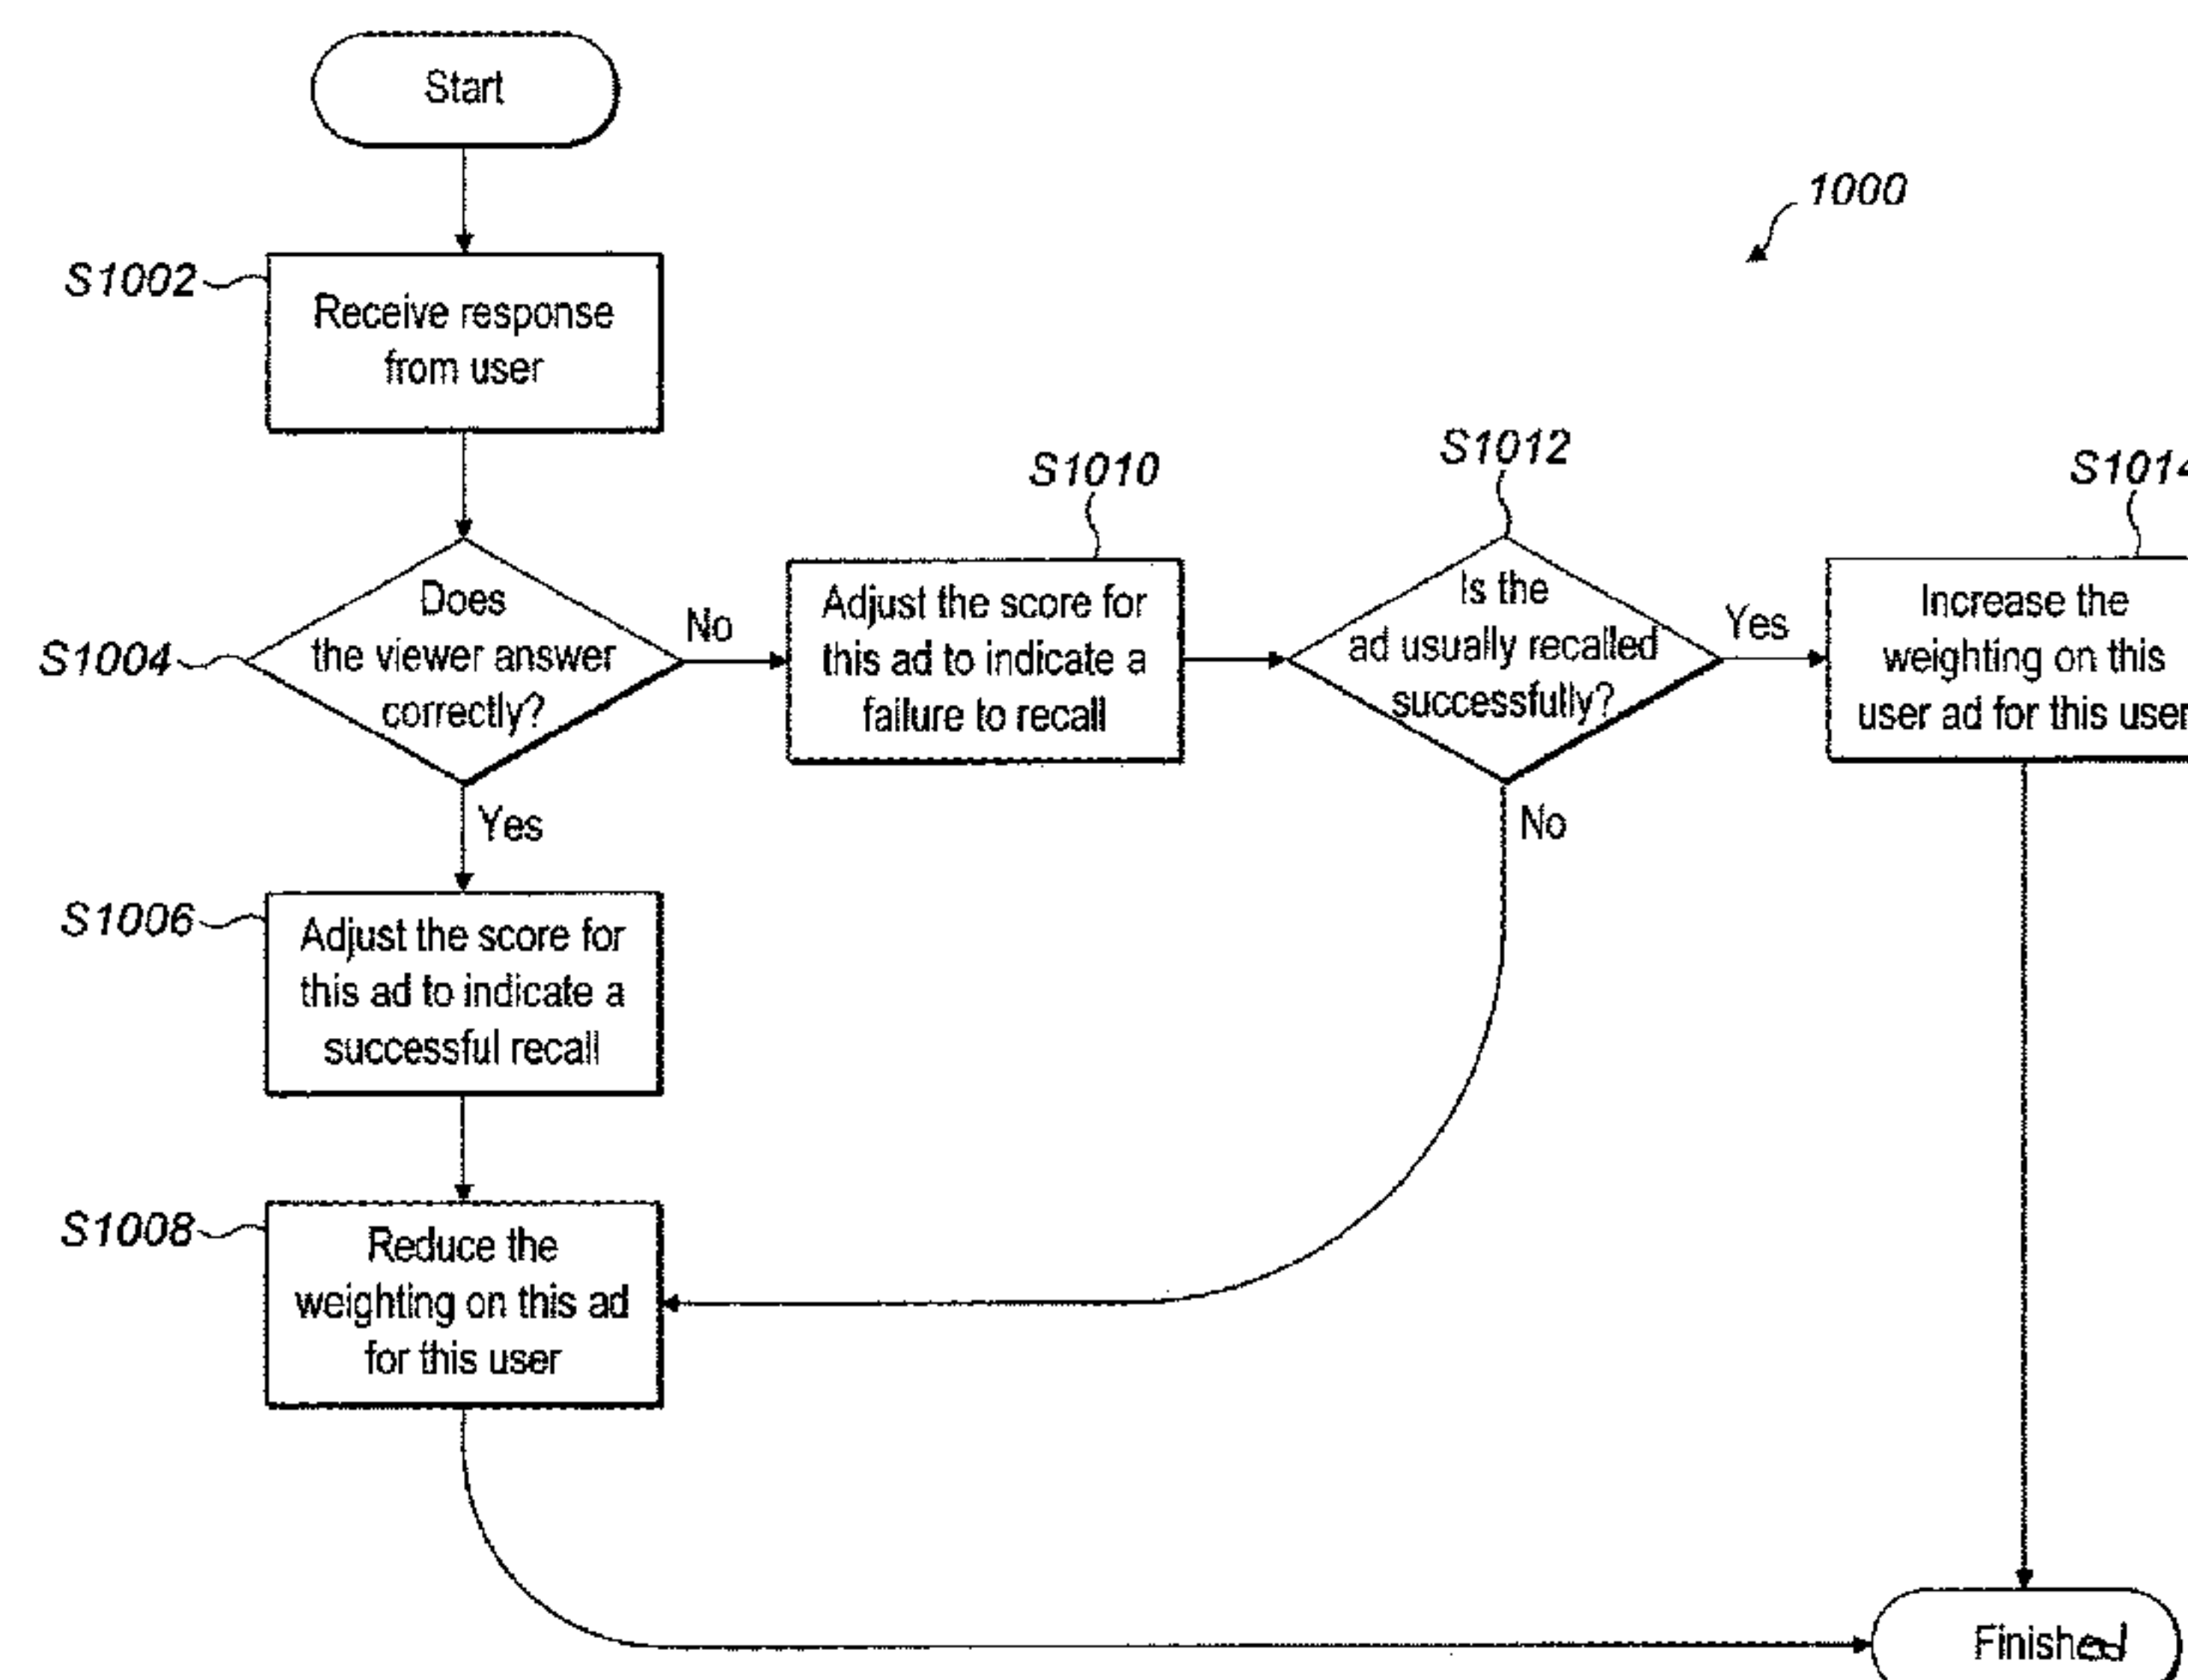 Start
1000
S1002
Receive response
from user
S1004
Does
the viewer answer
correctly?
No
S1010
Adjust the score for
this ad to indicate a
failure to recall
S1012
Is the
ad usually recalled
successfully?
Yes
S1014
Increase the
weighting on this
user ad for this user
Yes
No
S1006
Adjust the score for
this ad to indicate a
successful recall
S1008
Reduce the
weighting on this ad
for this user
Finished